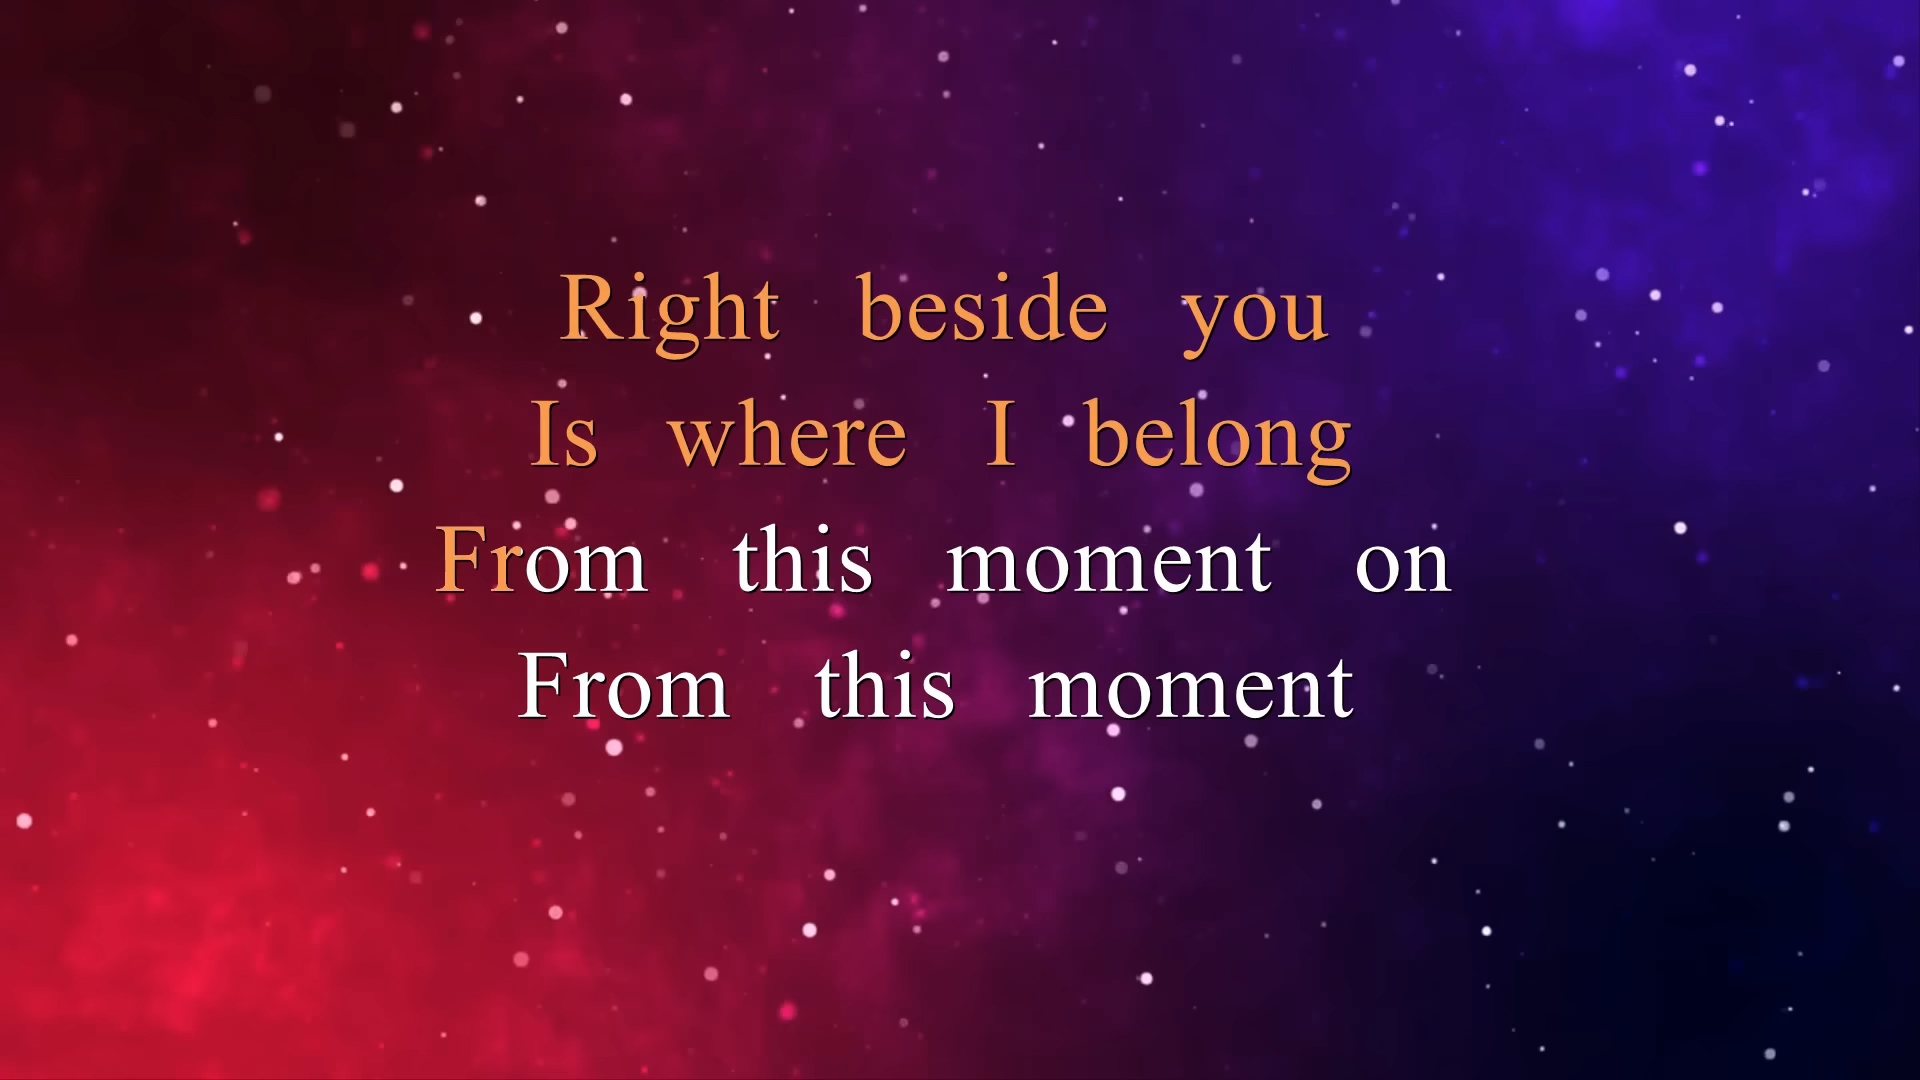 Right beside you
Is where I belong
From this moment on
From this moment